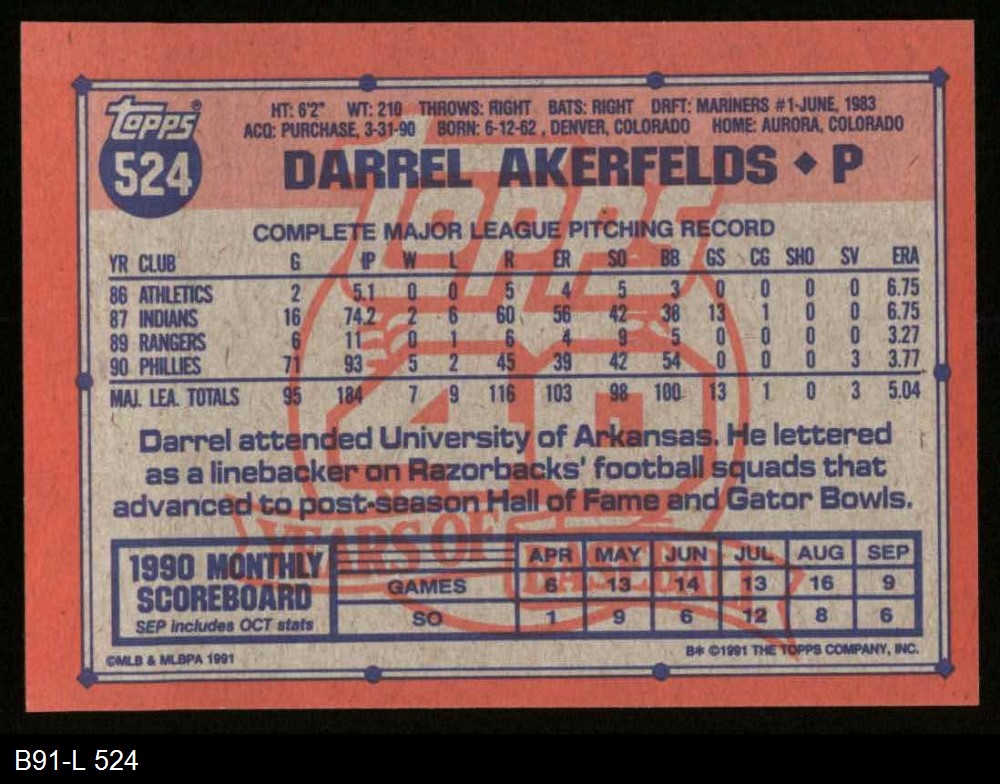 Topps®
524
HT: 6'2" WT: 210 THROWS: RIGHT BATS: RIGHT DRFT: MARINERS #1-JUNE, 1983
ACQ: PURCHASE, 3-31-90 BORN: 6-12-62, DENVER, COLORADO HOME: AURORA, COLORADO
DARREL AKERFELDS ◆ P
COMPLETE MAJOR LEAGUE PITCHING RECORD
YR CLUB G IP W L R ER SO BB GS CG SHO SV ERA
86 ATHLETICS 2 5.1 0 0 5 4 5 3 0 0 0 0 6.75
87 INDIANS 16 74.2 2 6 60 56 42 38 13 1 0 0 6.75
89 RANGERS 6 11 0 1 6 4 9 5 0 0 0 0 3.27
90 PHILLIES 71 93 5 2 45 39 42 54 0 0 0 3 3.77
MAJ. LEA. TOTALS 95 184 7 9 116 103 98 100 13 1 0 3 5.04
Darrel attended University of Arkansas. He lettered
as a linebacker on Razorbacks' football squads that
advanced to post-season Hall of Fame and Gator Bowls.
TOPPS
40
YEARS OF
BASEBALL
1990 MONTHLY
SCOREBOARD
SEP includes OCT stats
APR MAY JUN JUL AUG SEP
GAMES 6 13 14 13 16 9
SO 1 9 6 12 8 6
©MLB & MLBPA 1991
B* ©1991 THE TOPPS COMPANY, INC.
B91-L 524